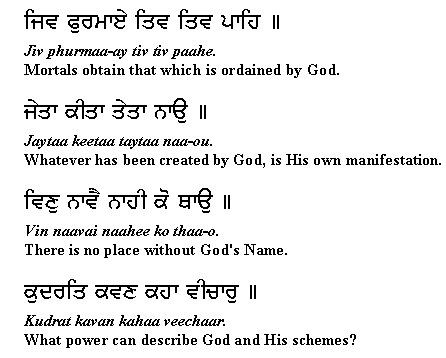 ਜਿਵ ਫੁਰਮਾਏ ਤਿਵ ਤਿਵ ਪਾਹਿ ॥
Jiv phurmaa-ay tiv tiv paahe.
Mortals obtain that which is ordained by God.
ਜੇਤਾ ਕੀਤਾ ਤੇਤਾ ਨਾਉ ॥
Jaytaa keetaa taytaa naa-ou.
Whatever has been created by God, is His own manifestation.
ਵਿਣੁ ਨਾਵੈ ਨਾਹੀ ਕੋ ਥਾਉ ॥
Vin naavai naahee ko thaa-o.
There is no place without God's Name.
ਕੁਦਰਤਿ ਕਵਣ ਕਹਾ ਵੀਚਾਰੁ ॥
Kudrat kavan kahaa veechaar.
What power can describe God and His schemes?